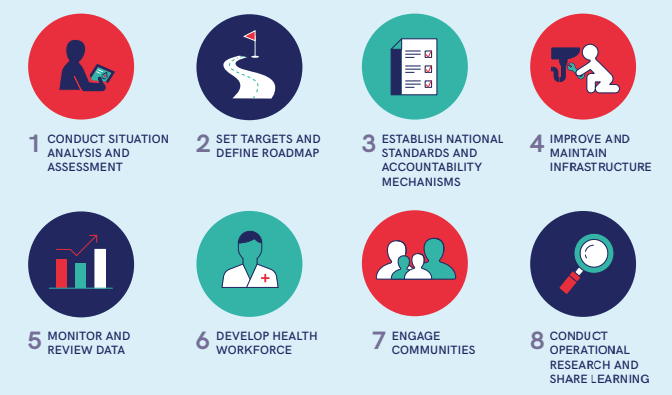 1 CONDUCT SITUATION
ANALYSIS AND
ASSESSMENT
2 SET TARGETS AND
DEFINE ROADMAP
3 ESTABLISH NATIONAL
STANDARDS AND
ACCOUNTABILITY
MECHANISMS
4 IMPROVE AND
MAINTAIN
INFRASTRUCTURE
5 MONITOR AND
REVIEW DATA
6 DEVELOP HEALTH
WORKFORCE
7 ENGAGE
COMMUNITIES
8 CONDUCT
OPERATIONAL
RESEARCH AND
SHARE LEARNING